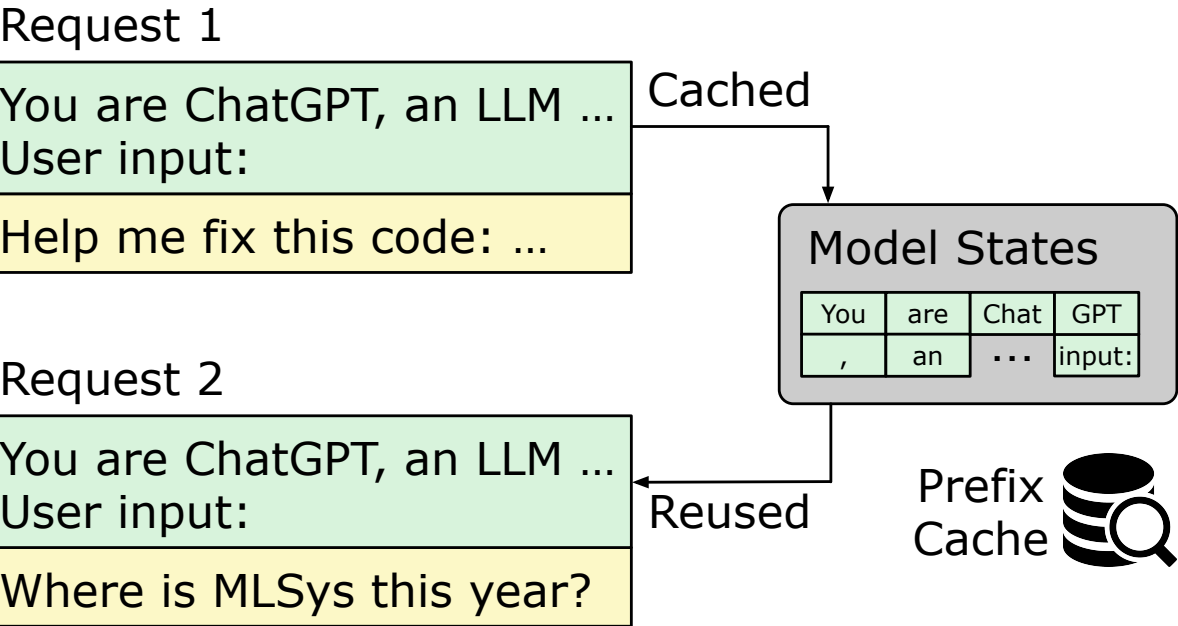 Request 1
You are ChatGPT, an LLM ...
User input:
Help me fix this code: ...
Cached
Model States
You are Chat GPT
, an ... input:
Request 2
You are ChatGPT, an LLM ...
User input:
Where is MLSys this year?
Reused
Prefix
Cache